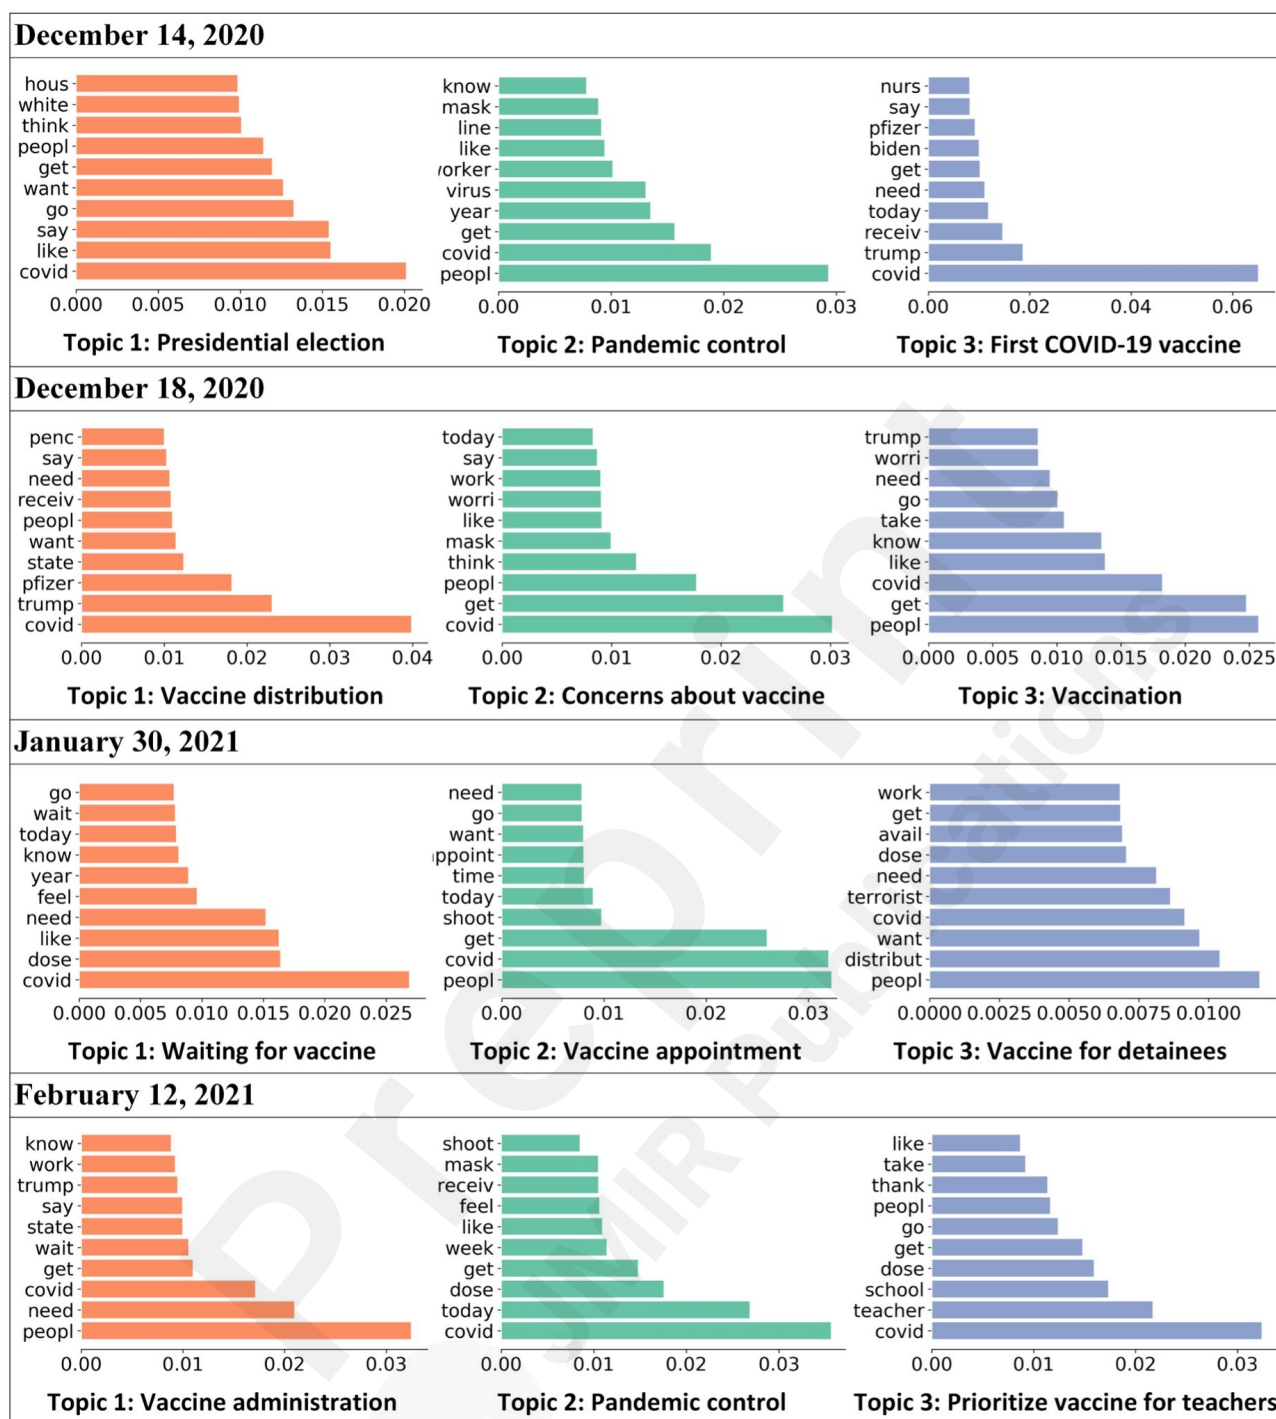 December 14, 2020
hous
white
think
peopl
get
want
go
say
like
covid
0.000 0.005 0.010 0.015 0.020
Topic 1: Presidential election
know
mask
line
like
orker
virus
year
get
covid
peopl
0.00 0.01 0.02 0.03
Topic 2: Pandemic control
nurs
say
pfizer
biden
get
need
today
receiv
trump
covid
0.00 0.02 0.04 0.06
Topic 3: First COVID-19 vaccine
December 18, 2020
penc
say
need
receiv
peopl
want
state
pfizer
trump
covid
0.00 0.01 0.02 0.03 0.04
Topic 1: Vaccine distribution
today
say
work
worri
like
mask
think
peopl
get
covid
0.00 0.01 0.02 0.03
Topic 2: Concerns about vaccine
trump
worri
need
go
take
know
like
covid
get
peopl
0.000 0.005 0.010 0.015 0.020 0.025
Topic 3: Vaccination
January 30, 2021
go
wait
today
know
year
feel
need
like
dose
covid
0.000 0.005 0.010 0.015 0.020 0.025
Topic 1: Waiting for vaccine
need
go
want
ppoint
time
today
shoot
get
covid
peopl
0.00 0.01 0.02 0.03
Topic 2: Vaccine appointment
work
get
avail
dose
need
terrorist
covid
want
distribut
peopl
0.0000 0.0025 0.0050 0.0075 0.0100
Topic 3: Vaccine for detainees
February 12, 2021
know
work
trump
say
state
wait
get
covid
need
peopl
0.00 0.01 0.02 0.03
Topic 1: Vaccine administration
shoot
mask
receiv
feel
like
week
get
dose
today
covid
0.00 0.01 0.02 0.03
Topic 2: Pandemic control
like
take
thank
peopl
go
get
dose
school
teacher
covid
0.00 0.01 0.02 0.03
Topic 3: Prioritize vaccine for teachers
Preprint
JMIR Publications